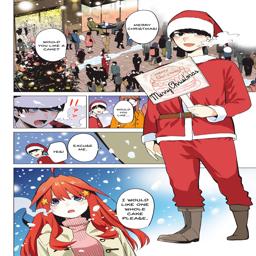 MERRY
CHRISTMAS!
WOULD
YOU LIKE A
CAKE?
Merry Christmas
WOULD
YOU...
YES!
EXCUSE
ME.
I WOULD
LIKE ONE
WHOLE
CAKE
PLEASE.